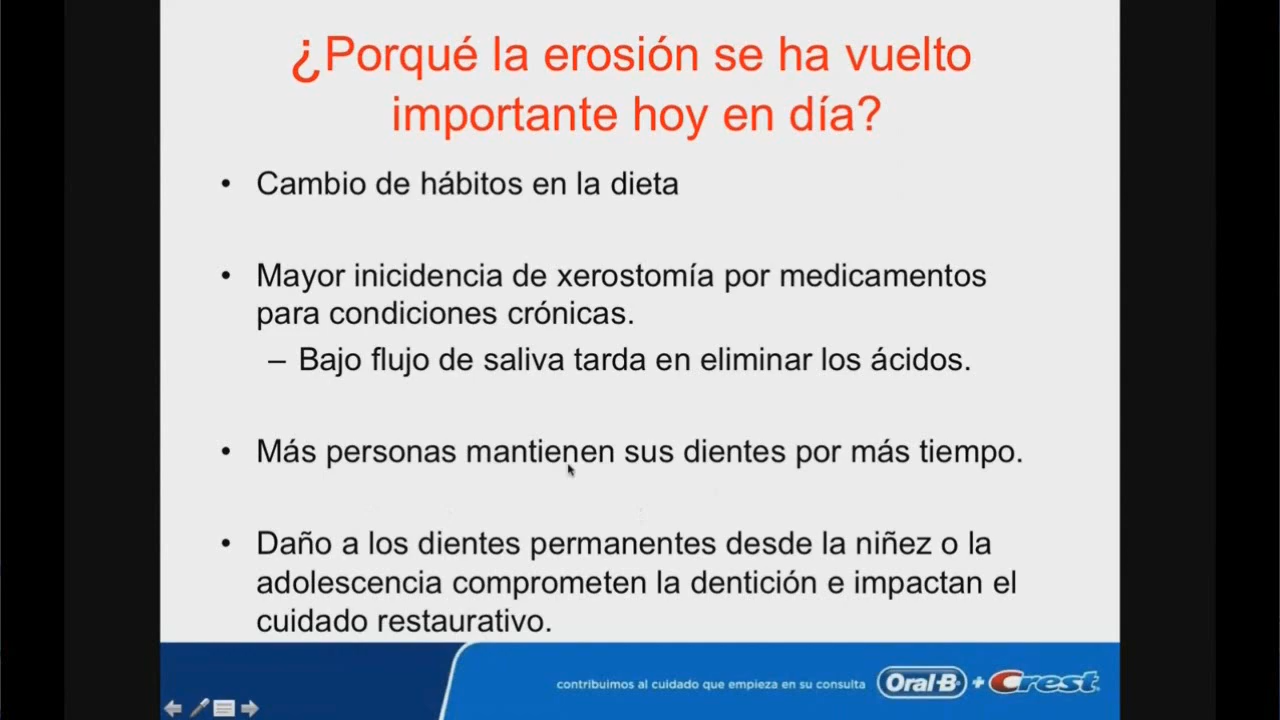 ¿Porqué la erosión se ha vuelto
importante hoy en día?
• Cambio de hábitos en la dieta
• Mayor inicidencia de xerostomía por medicamentos
para condiciones crónicas.
– Bajo flujo de saliva tarda en eliminar los ácidos.
• Más personas mantienen sus dientes por más tiempo.
• Daño a los dientes permanentes desde la niñez o la
adolescencia comprometen la dentición e impactan el
cuidado restaurativo.
contribuimos al cuidado que empieza en su consulta Oral-B + Crest